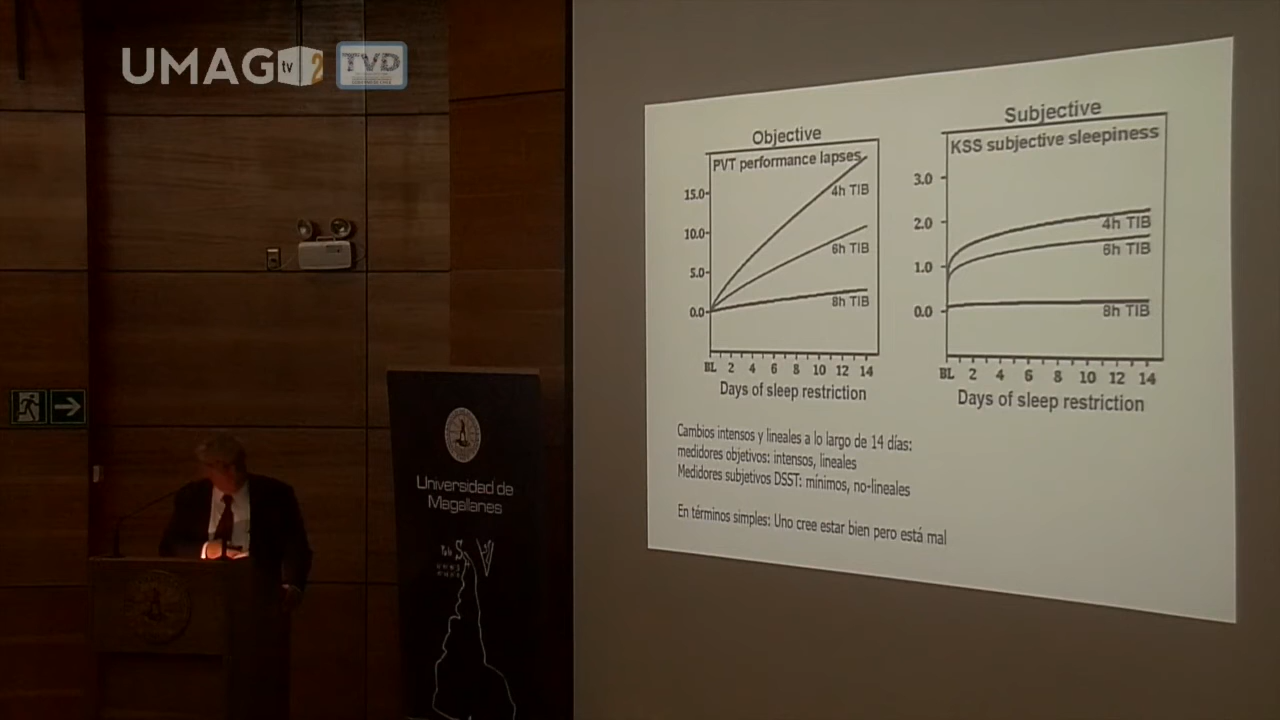 UMAG tv 2 TVD
Universidad de
Magallanes
Objective
PVT performance lapses
15.0
10.0
5.0
0.0
4h TIB
6h TIB
8h TIB
BL 2 4 6 8 10 12 14
Days of sleep restriction
Subjective
KSS subjective sleepiness
3.0
2.0
1.0
0.0
4h TIB
6h TIB
8h TIB
BL 2 4 6 8 10 12 14
Days of sleep restriction
Cambios intensos y lineales a lo largo de 14 días:
medidores objetivos: intensos, lineales
Medidores subjetivos DSST: mínimos, no-lineales
En términos simples: Uno cree estar bien pero está mal